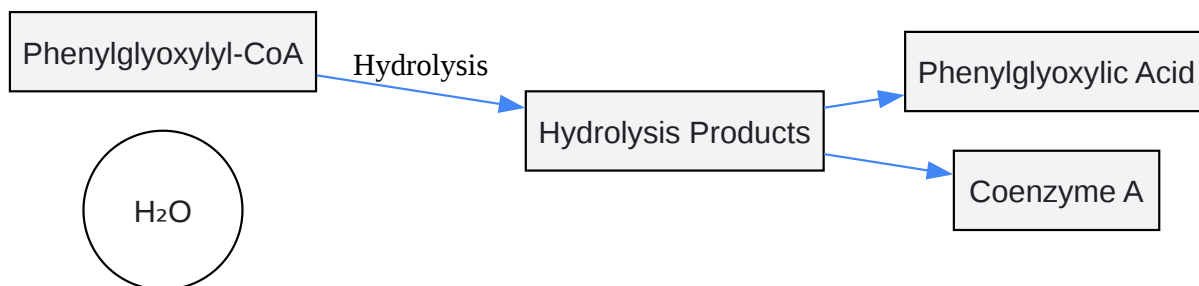 Phenylglyoxylyl-CoA
Hydrolysis
Phenylglyoxylic Acid
Hydrolysis Products
Coenzyme A
H₂O